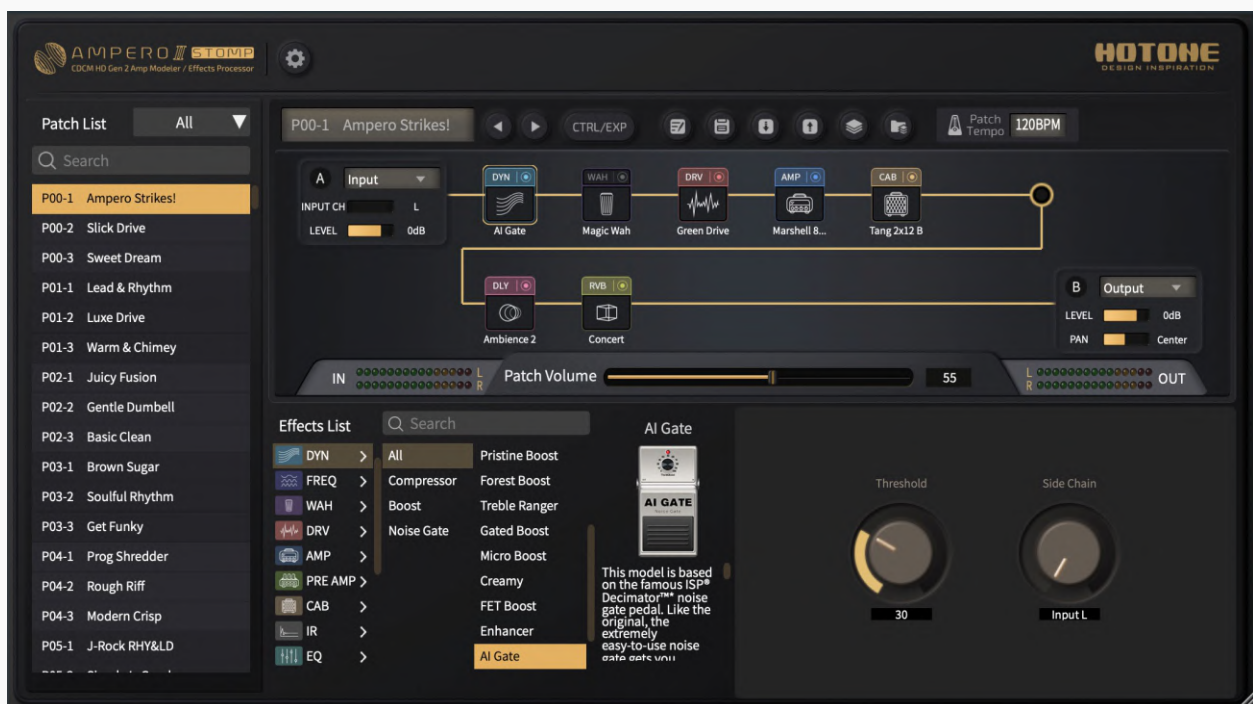 AMPERO II STOMP
CDCM HD Gen 2 Amp Modeler / Effects Processor
HOTONE
DESIGN INSPIRATION
Patch List
All
Search
P00-1 Ampero Strikes!
P00-2 Slick Drive
P00-3 Sweet Dream
P01-1 Lead & Rhythm
P01-2 Luxe Drive
P01-3 Warm & Chimey
P02-1 Juicy Fusion
P02-2 Gentle Dumbell
P02-3 Basic Clean
P03-1 Brown Sugar
P03-2 Soulful Rhythm
P03-3 Get Funky
P04-1 Prog Shredder
P04-2 Rough Riff
P04-3 Modern Crisp
P05-1 J-Rock RHY&LD
P00-1 Ampero Strikes!
CTRL/EXP
Patch Tempo
120BPM
A Input
INPUT CH L
LEVEL 0dB
DYN
AI Gate
WAH
Magic Wah
DRV
Green Drive
AMP
Marshell 8...
CAB
Tang 2x12 B
DLY
Ambience 2
RVB
Concert
B Output
LEVEL 0dB
PAN Center
IN
L
R
Patch Volume
55
L
R
OUT
Effects List
DYN
FREQ
WAH
DRV
AMP
PRE AMP
CAB
IR
EQ
Search
All
Compressor
Boost
Noise Gate
Pristine Boost
Forest Boost
Treble Ranger
Gated Boost
Micro Boost
Creamy
FET Boost
Enhancer
AI Gate
AI Gate
AI GATE
Noise Gate
This model is based
on the famous ISP®
Decimator™* noise
gate pedal. Like the
original, the
extremely
easy-to-use noise
gate gets you
Threshold
30
Side Chain
Input L